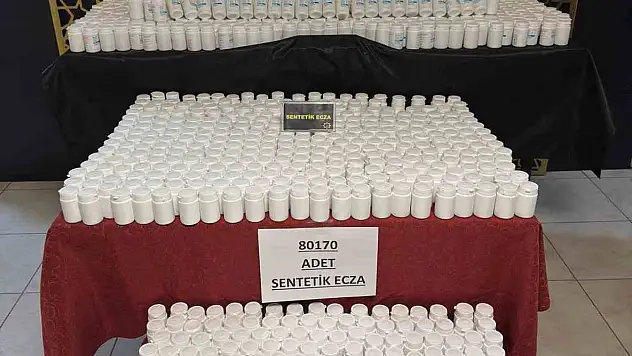 SENTETİK ECZA
80170
ADET
SENTETİK ECZA